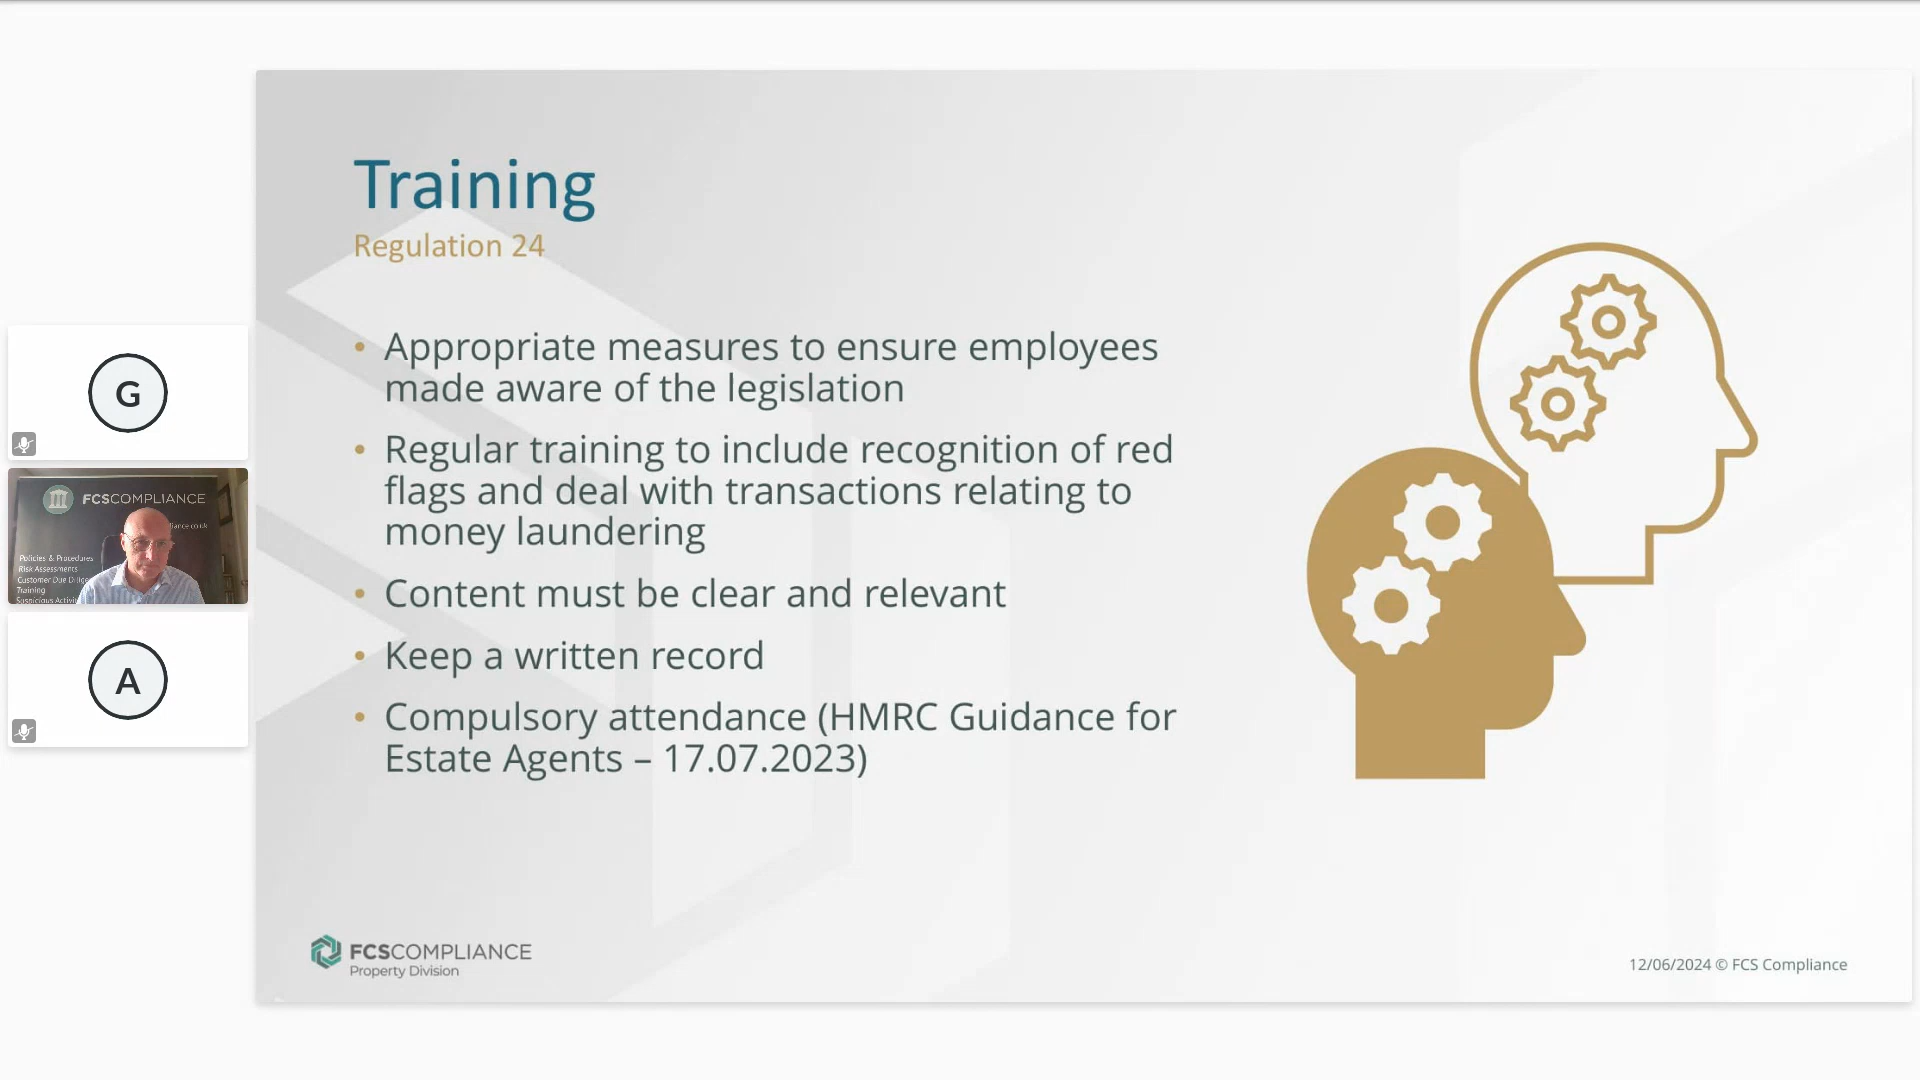 Training
Regulation 24
• Appropriate measures to ensure employees
made aware of the legislation
• Regular training to include recognition of red
flags and deal with transactions relating to
money laundering
• Content must be clear and relevant
• Keep a written record
• Compulsory attendance (HMRC Guidance for
Estate Agents – 17.07.2023)
FCSCOMPLIANCE
Property Division
12/06/2024 © FCS Compliance
G
FCSCOMPLIANCE
Policies & Procedures
Risk Assessments
Customer Due
Training
Suspicious
A